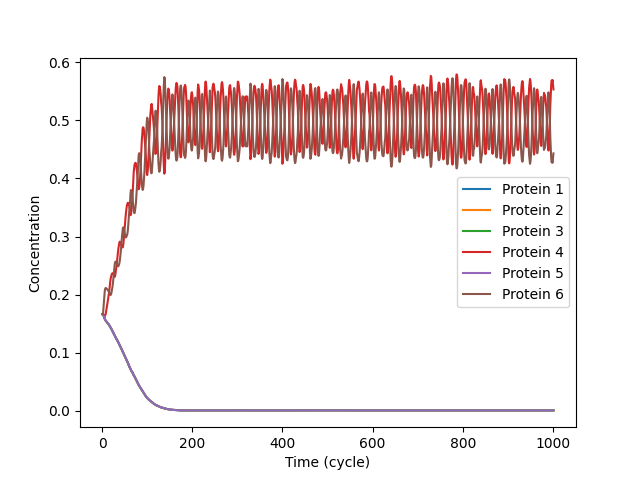 0.6
0.5
0.4
0.3
0.2
0.1
0.0
Concentration
0
200
400
600
800
1000
Time (cycle)
Protein 1
Protein 2
Protein 3
Protein 4
Protein 5
Protein 6